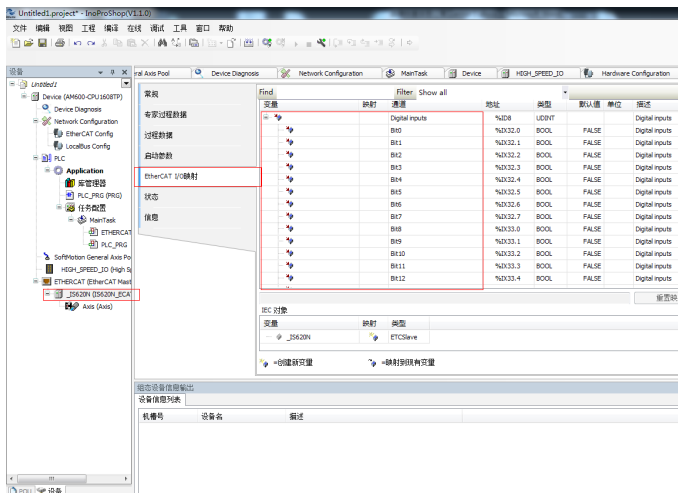 Untitled1.project* - InoProShop(V1.1.0)
文件 编辑 视图 工程 编译 在线 调试 工具 窗口 帮助
设备
Untitled1
Device (AM600-CPU1608TP)
Device Diagnosis
Network Configuration
EtherCAT Config
LocalBus Config
PLC
Application
库管理器
PLC_PRG (PRG)
任务配置
MainTask
ETHERCAT
PLC_PRG
SoftMotion General Axis Po
HIGH_SPEED_IO (High Sp
ETHERCAT (EtherCAT Mast
_IS620N (IS620N_ECA
Axis (Axis)
POU 设备
ral Axis Pool Device Diagnosis Network Configuration MainTask Device HIGH_SPEED_IO Hardware Configuration
常规
专家过程数据
过程数据
启动参数
EtherCAT I/O映射
状态
信息
Find Filter Show all
变量 映射 通道 地址 类型 默认值 单位 描述
Digital inputs %ID8 UDINT Digital inputs
Bit0 %IX32.0 BOOL FALSE Digital inputs
Bit1 %IX32.1 BOOL FALSE Digital inputs
Bit2 %IX32.2 BOOL FALSE Digital inputs
Bit3 %IX32.3 BOOL FALSE Digital inputs
Bit4 %IX32.4 BOOL FALSE Digital inputs
Bit5 %IX32.5 BOOL FALSE Digital inputs
Bit6 %IX32.6 BOOL FALSE Digital inputs
Bit7 %IX32.7 BOOL FALSE Digital inputs
Bit8 %IX33.0 BOOL FALSE Digital inputs
Bit9 %IX33.1 BOOL FALSE Digital inputs
Bit10 %IX33.2 BOOL FALSE Digital inputs
Bit11 %IX33.3 BOOL FALSE Digital inputs
Bit12 %IX33.4 BOOL FALSE Digital inputs
重置映
IEC 对象
变量 映射 类型
_IS620N ETCSlave
=创建新变量 =映射到现有变量
组态设备信息输出
设备信息列表
机槽号 设备名 描述